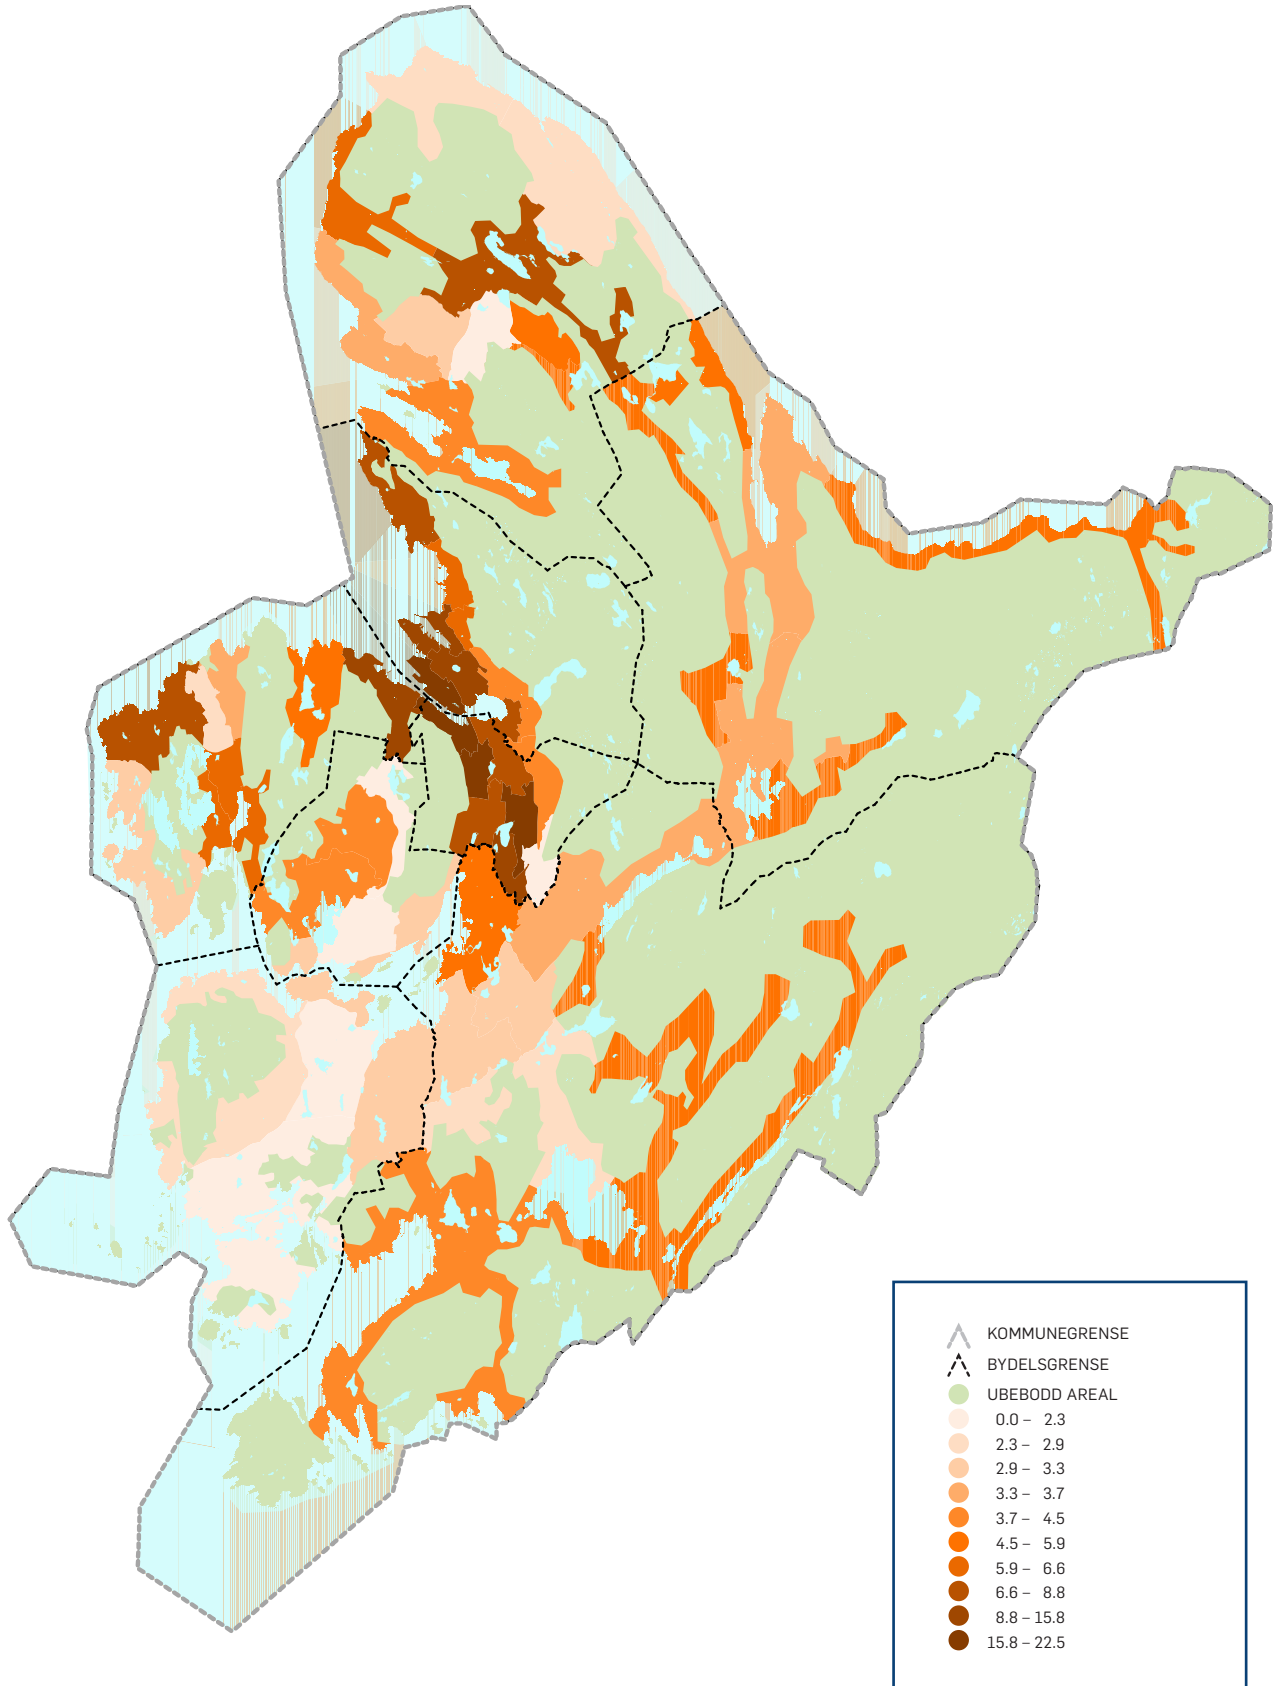 KOMMUNEGRENSE
BYDELSGRENSE
UBEBODD AREAL
0.0 – 2.3
2.3 – 2.9
2.9 – 3.3
3.3 – 3.7
3.7 – 4.5
4.5 – 5.9
5.9 – 6.6
6.6 – 8.8
8.8 – 15.8
15.8 – 22.5